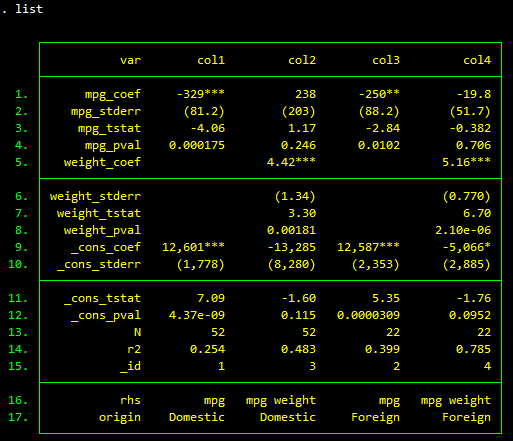 . list
var col1 col2 col3 col4
1. mpg_coef -329*** 238 -250** -19.8
2. mpg_stderr (81.2) (203) (88.2) (51.7)
3. mpg_tstat -4.06 1.17 -2.84 -0.382
4. mpg_pval 0.000175 0.246 0.0102 0.706
5. weight_coef 4.42*** 5.16***
6. weight_stderr (1.34) (0.770)
7. weight_tstat 3.30 6.70
8. weight_pval 0.00181 2.10e-06
9. _cons_coef 12,601*** -13,285 12,587*** -5,066*
10. _cons_stderr (1,778) (8,280) (2,353) (2,885)
11. _cons_tstat 7.09 -1.60 5.35 -1.76
12. _cons_pval 4.37e-09 0.115 0.0000309 0.0952
13. N 52 52 22 22
14. r2 0.254 0.483 0.399 0.785
15. _id 1 3 2 4
16. rhs mpg mpg weight mpg mpg weight
17. origin Domestic Domestic Foreign Foreign